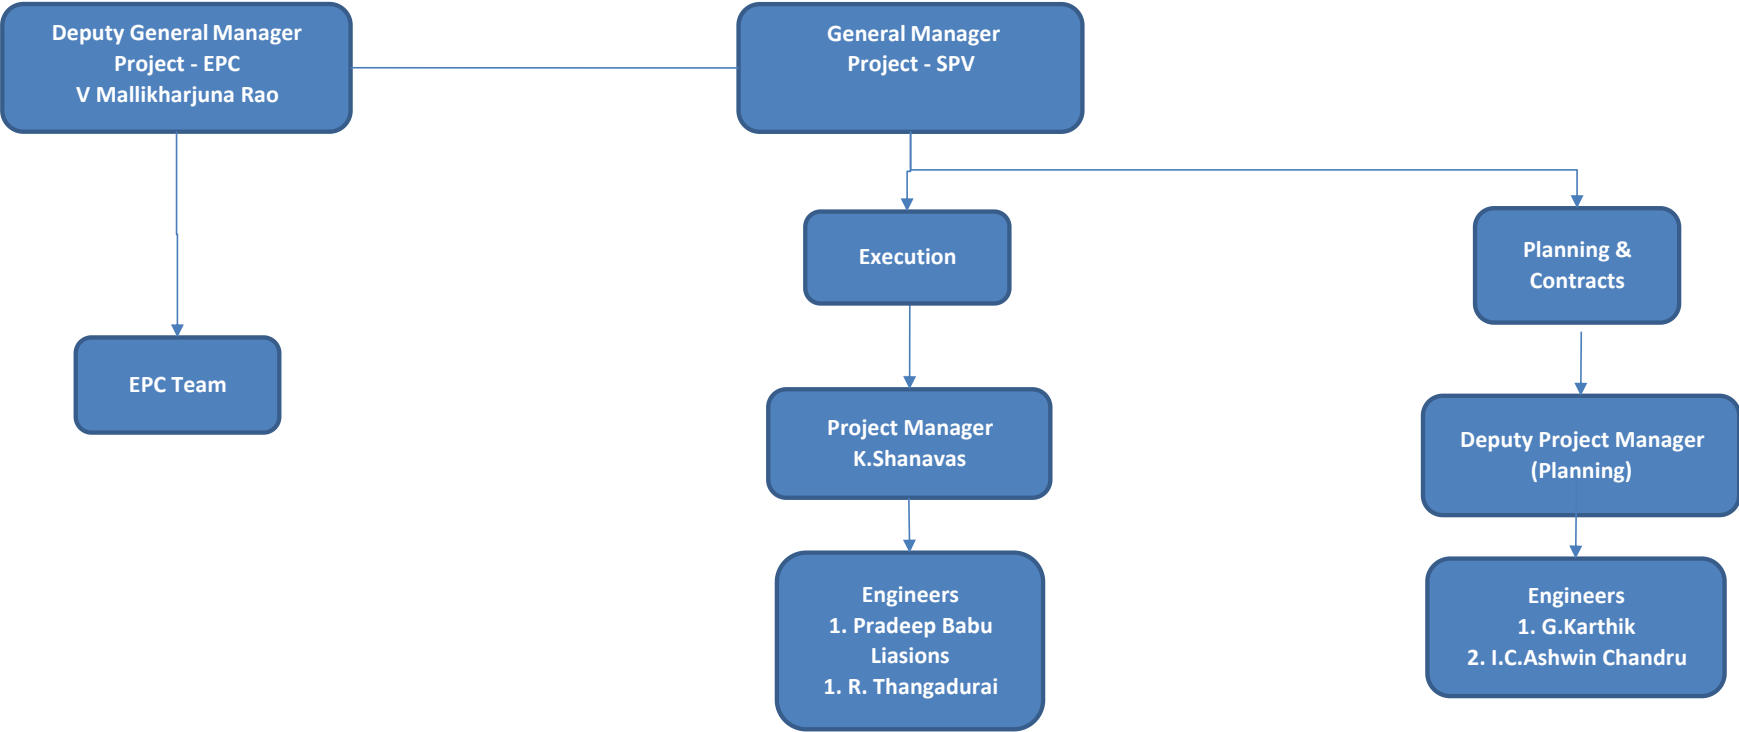 Deputy General Manager
Project - EPC
V Mallikharjuna Rao
General Manager
Project - SPV
Execution
Planning &
Contracts
EPC Team
Project Manager
K.Shanavas
Deputy Project Manager
(Planning)
Engineers
1. Pradeep Babu
Liasions
1. R. Thangadurai
Engineers
1. G.Karthik
2. I.C.Ashwin Chandru